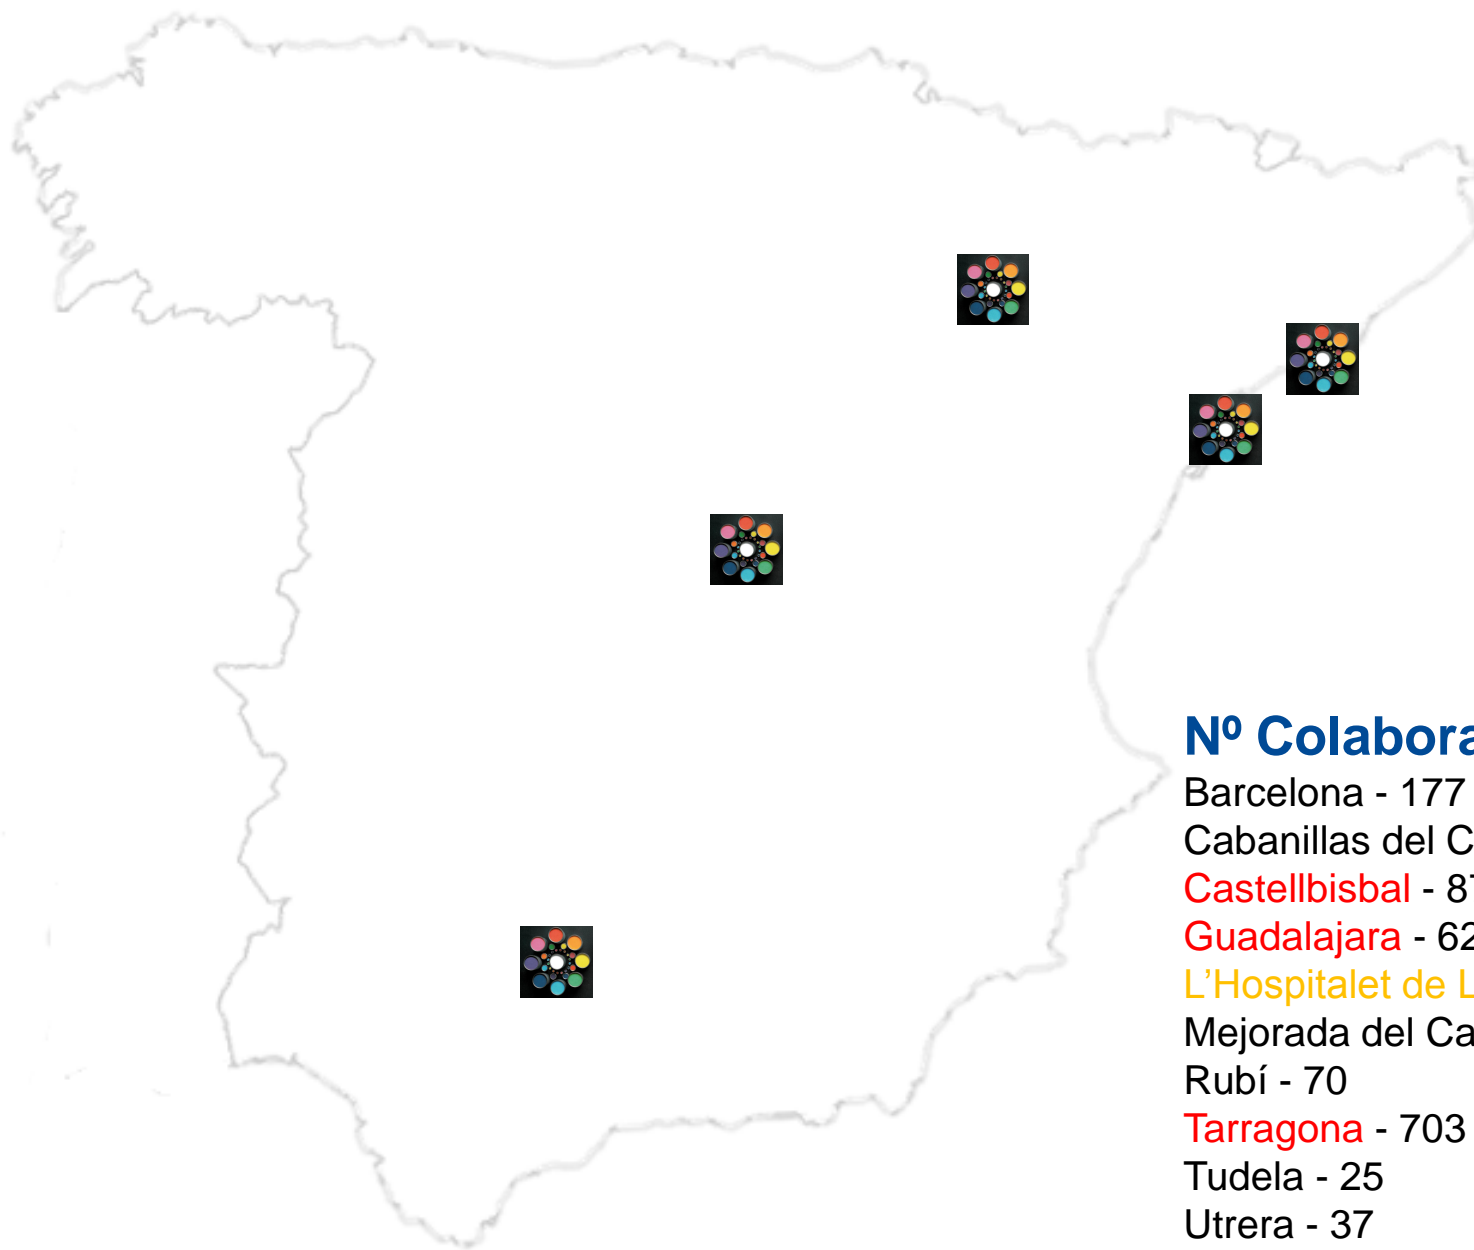 Nº Colabora
Barcelona - 177
Cabanillas del C
Castellbisbal - 87
Guadalajara - 62
L’Hospitalet de L
Mejorada del Ca
Rubí - 70
Tarragona - 703
Tudela - 25
Utrera - 37